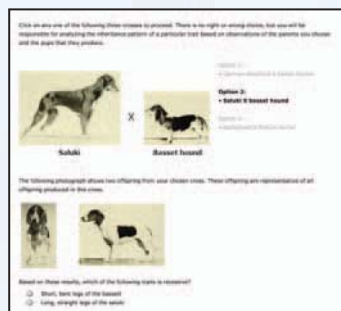 Click on any one of the following three crosses to proceed. There is no right or wrong choice, but you will be
responsible for analyzing the inheritance pattern of a particular trait based on observations of the parents you choose
and the pups that they produce.
Option 2:
• Saluki X basset hound
X
Saluki
Basset hound
The following photograph shows two offspring from your chosen cross. These offspring are representative of all
offspring produced in this cross.
Based on these results, which of the following traits is recessive?
Short, bent legs of the basset
Long, straight legs of the saluki